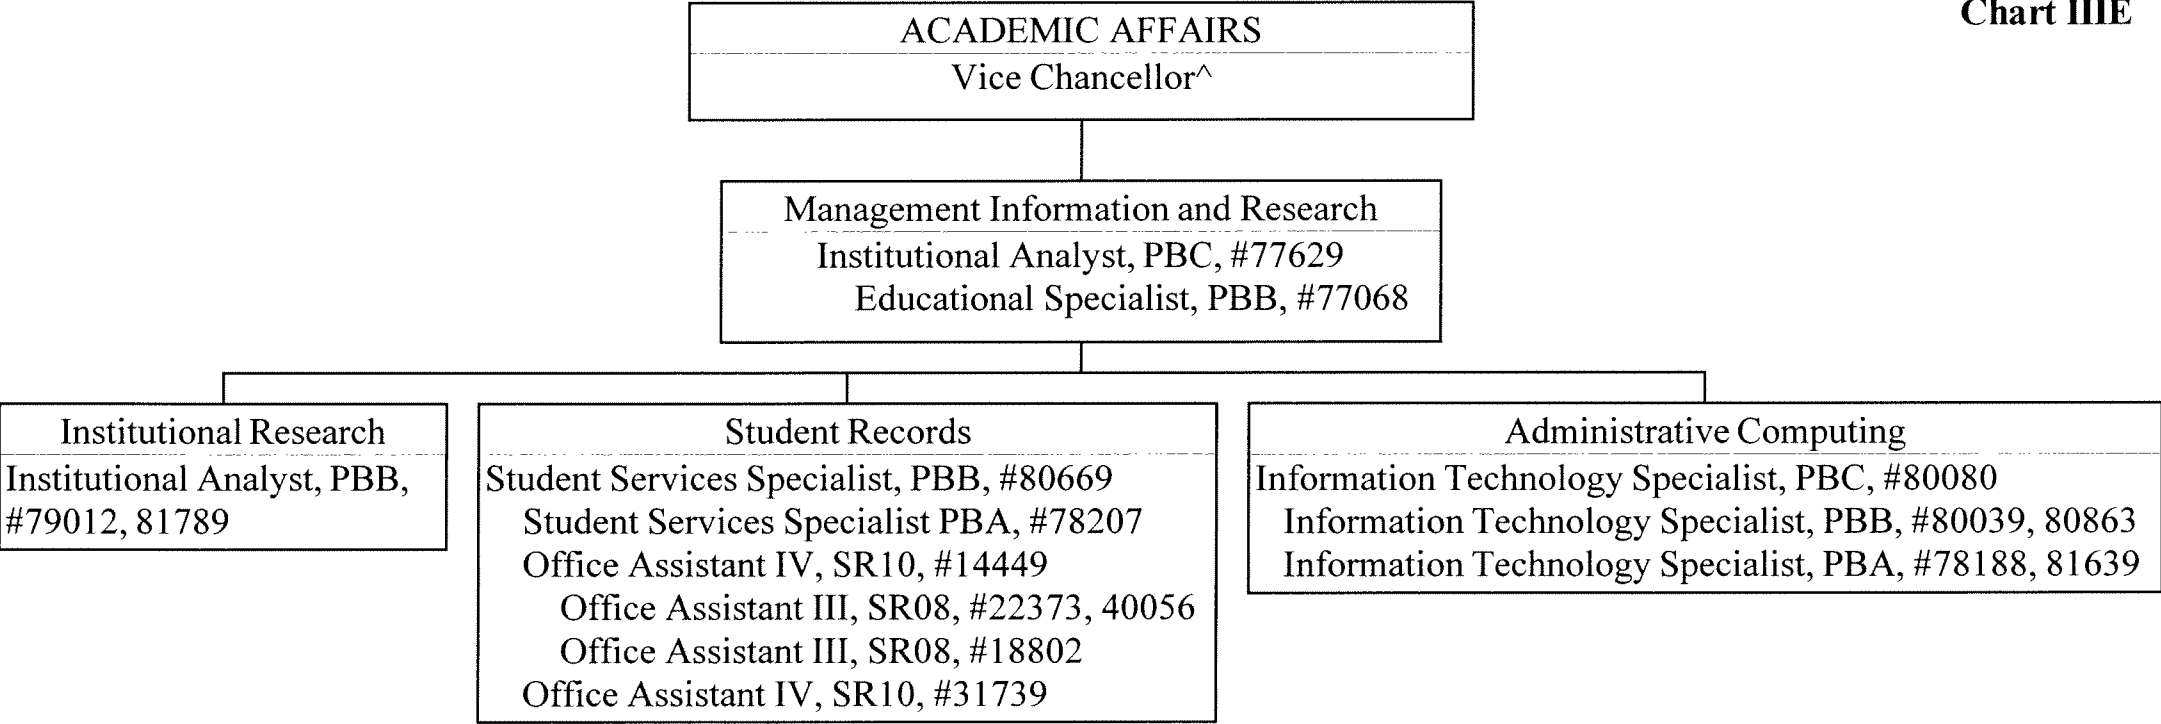 Chart IIIE
ACADEMIC AFFAIRS
Vice Chancellor^
Management Information and Research
Institutional Analyst, PBC, #77629
Educational Specialist, PBB, #77068
Institutional Research
Institutional Analyst, PBB,
#79012, 81789
Student Records
Student Services Specialist, PBB, #80669
Student Services Specialist PBA, #78207
Office Assistant IV, SR10, #14449
Office Assistant III, SR08, #22373, 40056
Office Assistant III, SR08, #18802
Office Assistant IV, SR10, #31739
Administrative Computing
Information Technology Specialist, PBC, #80080
Information Technology Specialist, PBB, #80039, 80863
Information Technology Specialist, PBA, #78188, 81639